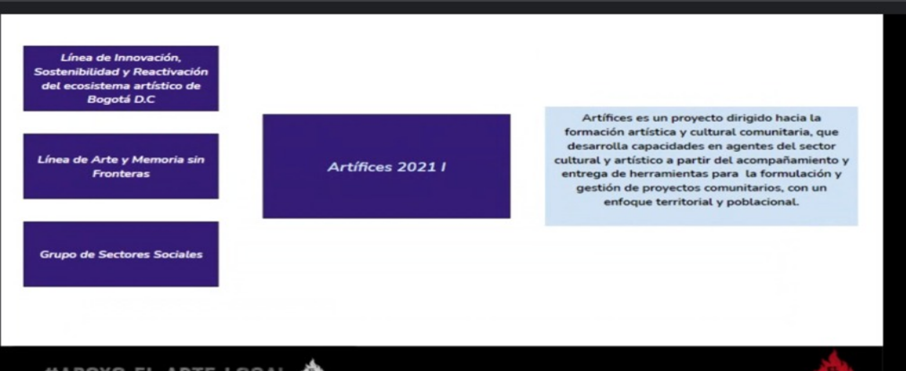 Línea de Innovación,
Sostenibilidad y Reactivación
del ecosistema artístico de
Bogotá D.C
Línea de Arte y Memoria sin
Fronteras
Grupo de Sectores Sociales
Artífices 2021 I
Artífices es un proyecto dirigido hacia la
formación artística y cultural comunitaria, que
desarrolla capacidades en agentes del sector
cultural y artístico a partir del acompañamiento y
entrega de herramientas para la formulación y
gestión de proyectos comunitarios, con un
enfoque territorial y poblacional.